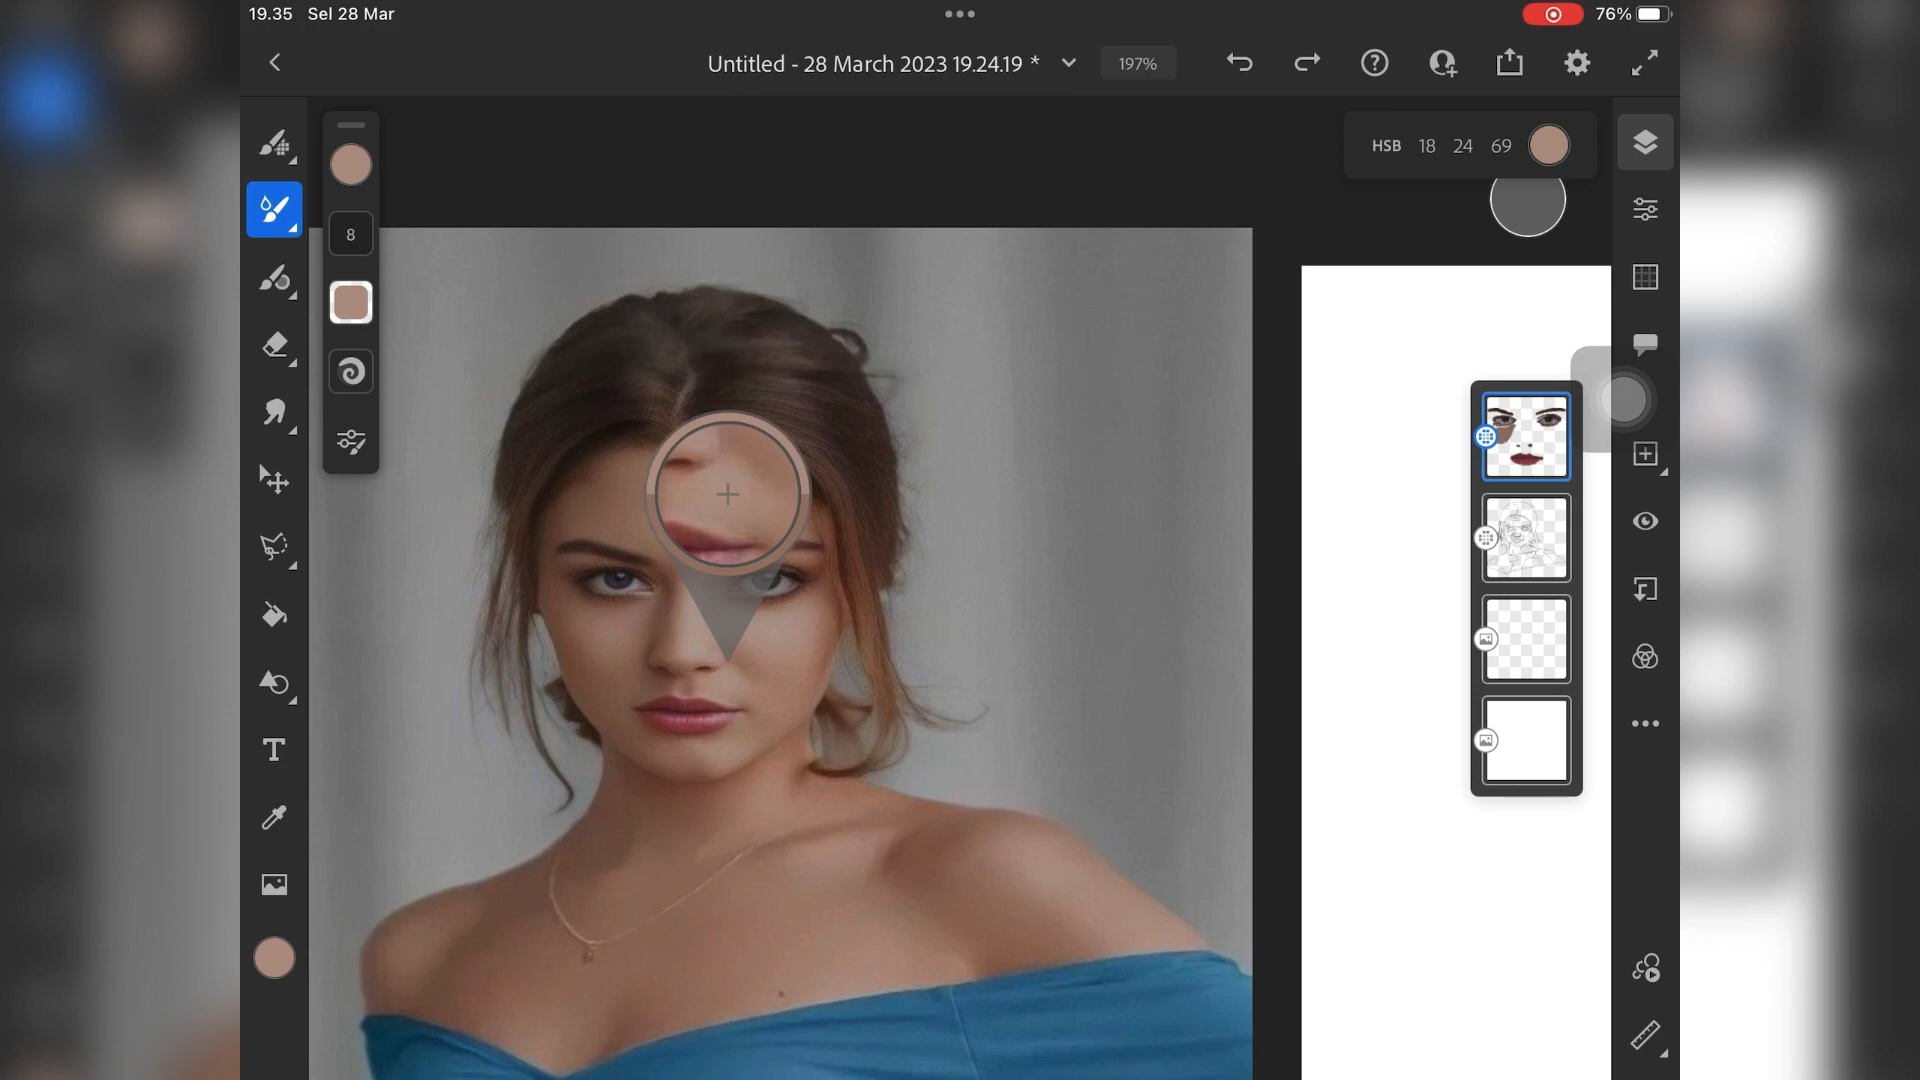 19.35 Sel 28 Mar
76%
Untitled - 28 March 2023 19.24.19 *
197%
HSB 18 24 69
8
T